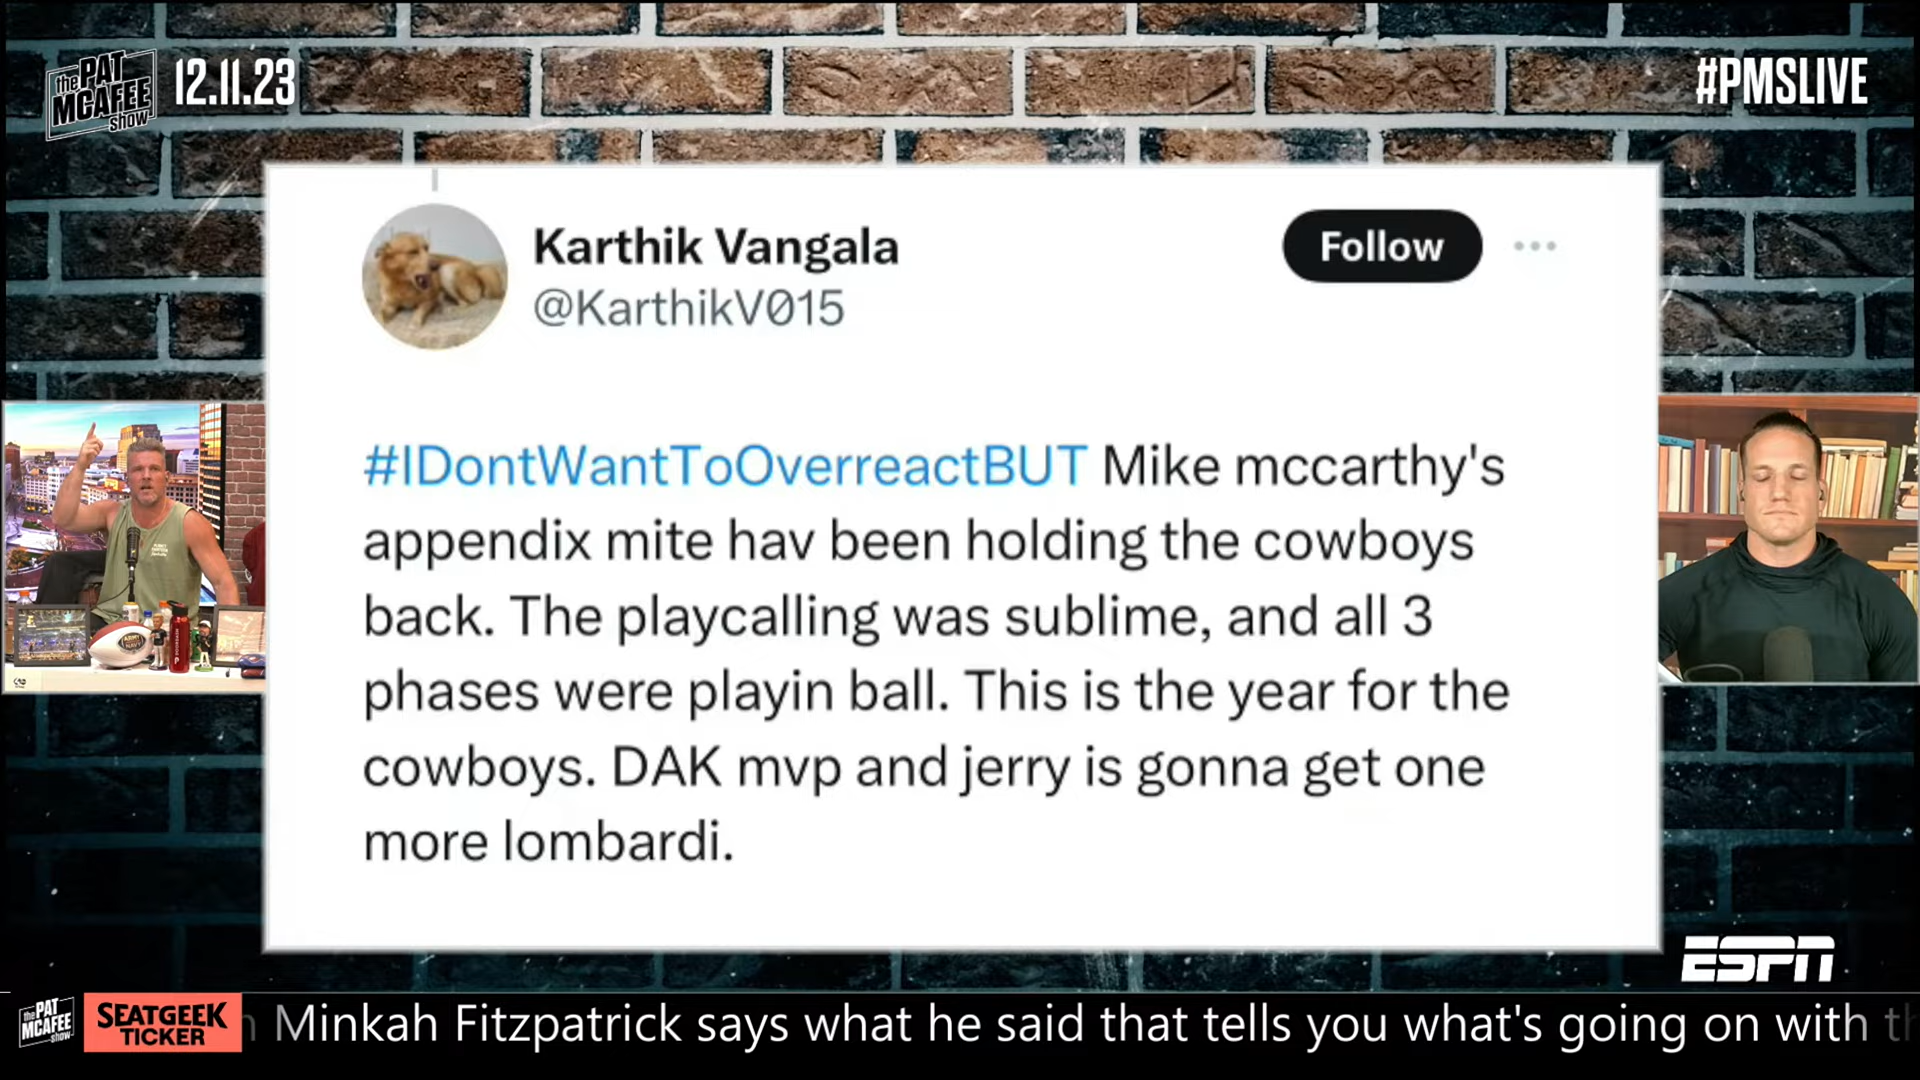 the PAT MCAFEE show
12.11.23
#PMSLIVE
Karthik Vangala
@KarthikV015
Follow
#IDontWantToOverreactBUT Mike mccarthy's
appendix mite hav been holding the cowboys
back. The playcalling was sublime, and all 3
phases were playin ball. This is the year for the
cowboys. DAK mvp and jerry is gonna get one
more lombardi.
ARMY NAVY
ESPN
the PAT MCAFEE show
SEATGEEK
TICKER
Minkah Fitzpatrick says what he said that tells you what's going on with